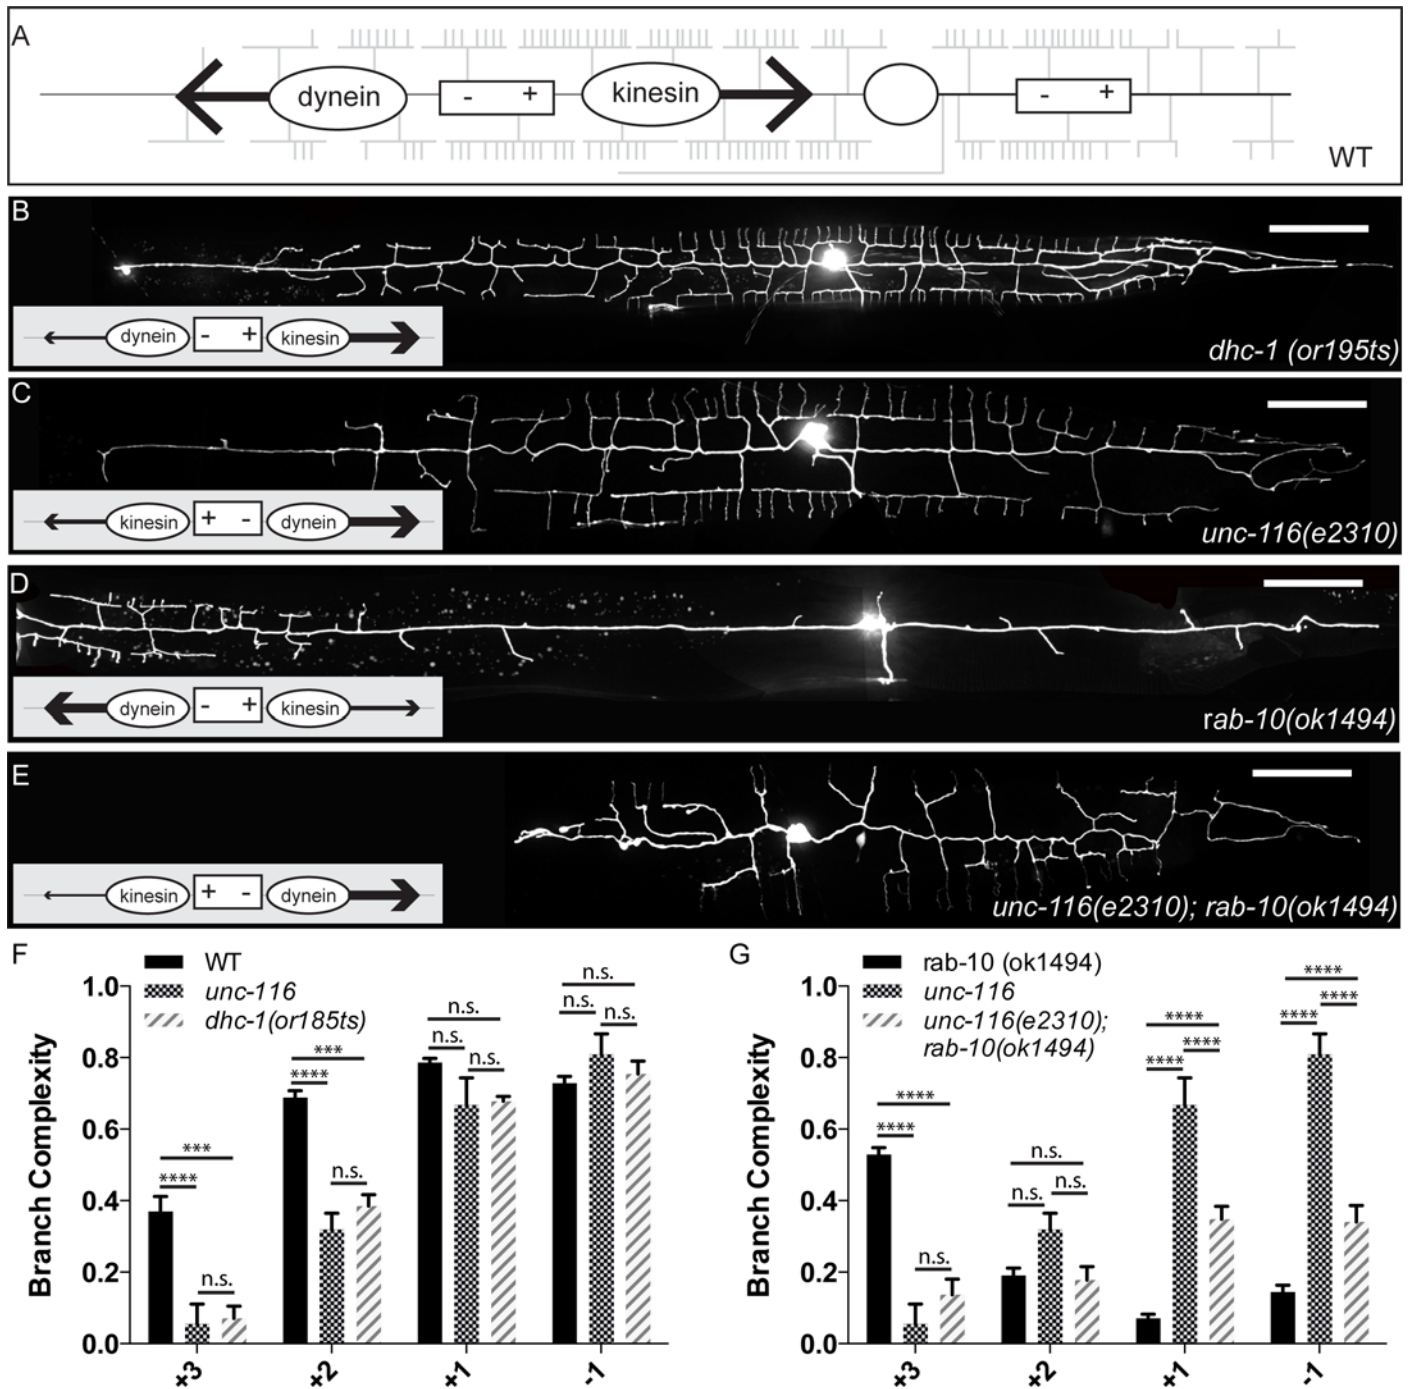 A
dynein - + kinesin - +
WT
B
dynein - + kinesin
dhc-1 (or195ts)
C
kinesin + - dynein
unc-116(e2310)
D
dynein - + kinesin
rab-10(ok1494)
E
kinesin + - dynein
unc-116(e2310); rab-10(ok1494)
F
WT
unc-116
dhc-1(or185ts)
Branch Complexity
1.0
0.8
0.6
0.4
0.2
0.0
***
****
n.s.
***
****
n.s.
n.s.
n.s.
n.s.
n.s.
n.s.
n.s.
+3 +2 +1 -1
G
rab-10 (ok1494)
unc-116
unc-116(e2310);
rab-10(ok1494)
Branch Complexity
1.0
0.8
0.6
0.4
0.2
0.0
****
****
n.s.
n.s.
n.s.
n.s.
****
****
****
****
****
****
+3 +2 +1 -1